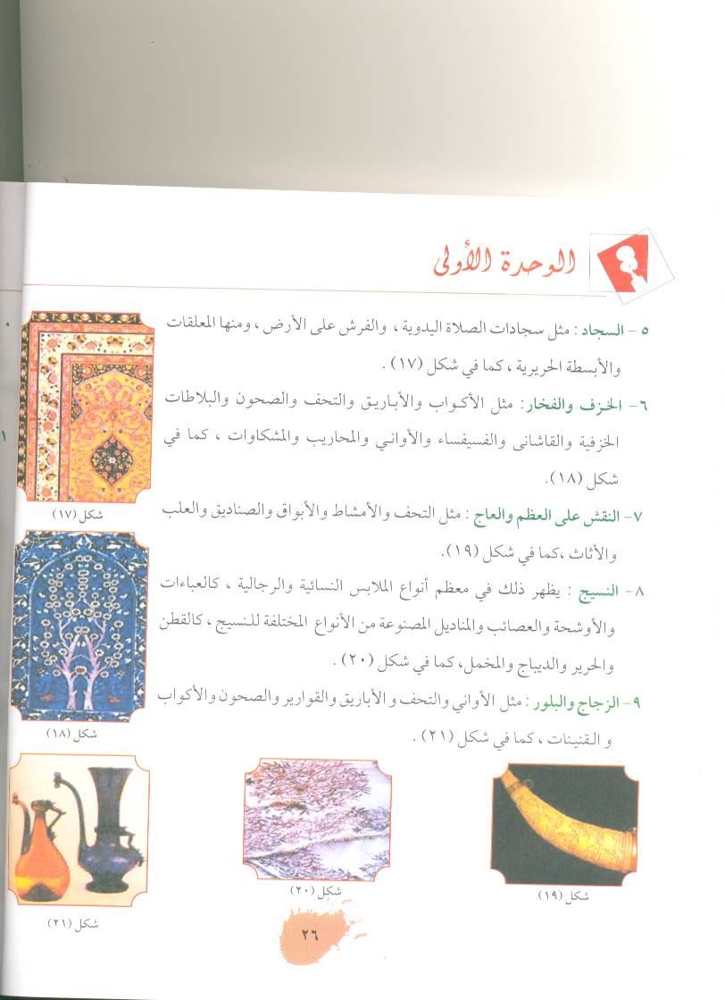 الوحدة الأولى
٥- السجاد : مثل سجادات الصلاة اليدوية ، والفرش على الأرض ، ومنها المعلقات
والأبسطة الحريرية ، كما في شكل (١٧) .
٦- الخزف والفخار : مثل الأكواب والأباريق والتحف والصحون والبلاطات
الخزفية والقاشانى والفسيفساء والأواني والمحاريب والمشكاوات ، كما في
شكل (١٨).
شكل (١٧)
٧- النقش على العظم والعاج : مثل التحف والأمشاط والأبواق والصناديق والعلب
والأثاث ،كما في شكل (١٩).
٨- النسيج : يظهر ذلك في معظم أنواع الملابس النسائية والرجالية ، كالعباءات
والأوشحة والعصائب والمناديل المصنوعة من الأنواع المختلفة للنسيج ، كالقطن
والحرير والديباج والمخمل، كما في شكل (٢٠) .
٩- الزجاج والبلور : مثل الأواني والتحف و الأباريق والقوارير والصحون والأكواب
و القنينات ، كما في شكل (٢١) .
شكل (١٨)
شكل (١٩)
شكل (٢٠)
شكل (٢١)
٢٦